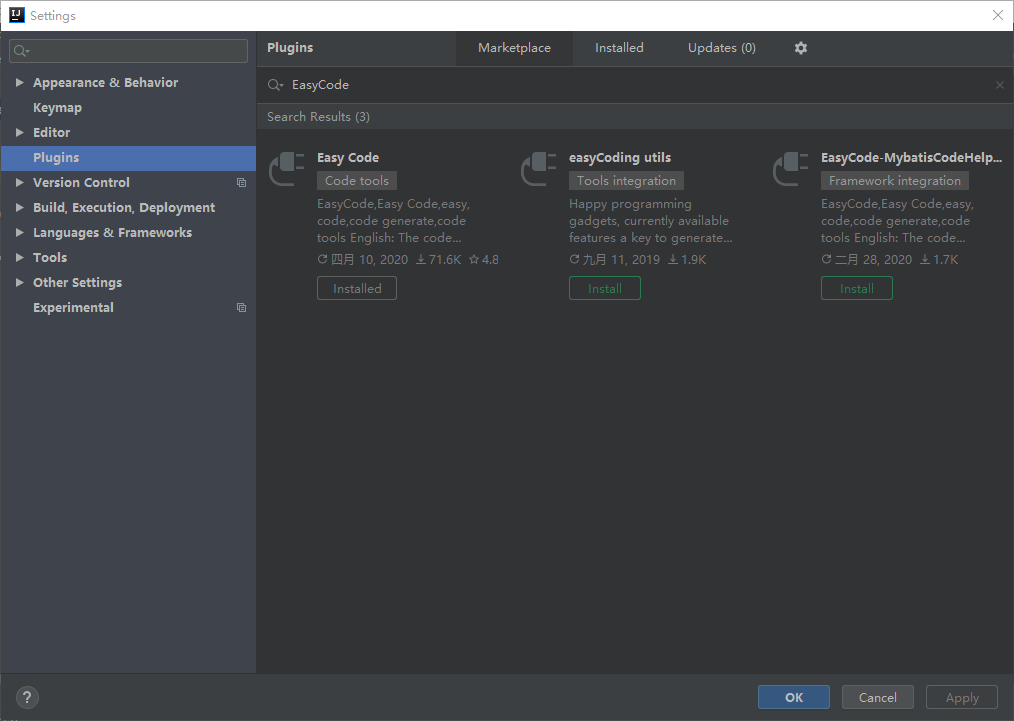 IJ
Settings
Plugins
Marketplace
Installed
Updates (0)
Appearance & Behavior
Keymap
Editor
Plugins
Version Control
Build, Execution, Deployment
Languages & Frameworks
Tools
Other Settings
Experimental
EasyCode
Search Results (3)
Easy Code
Code tools
EasyCode,Easy Code,easy,
code,code generate,code
tools English: The code...
四月 10, 2020 71.6K 4.8
Installed
easyCoding utils
Tools integration
Happy programming
gadgets, currently available
features a key to generate...
九月 11, 2019 1.9K
Install
EasyCode-MybatisCodeHelp...
Framework integration
EasyCode,Easy Code,easy,
code,code generate,code
tools English: The code...
二月 28, 2020 1.7K
Install
?
OK
Cancel
Apply